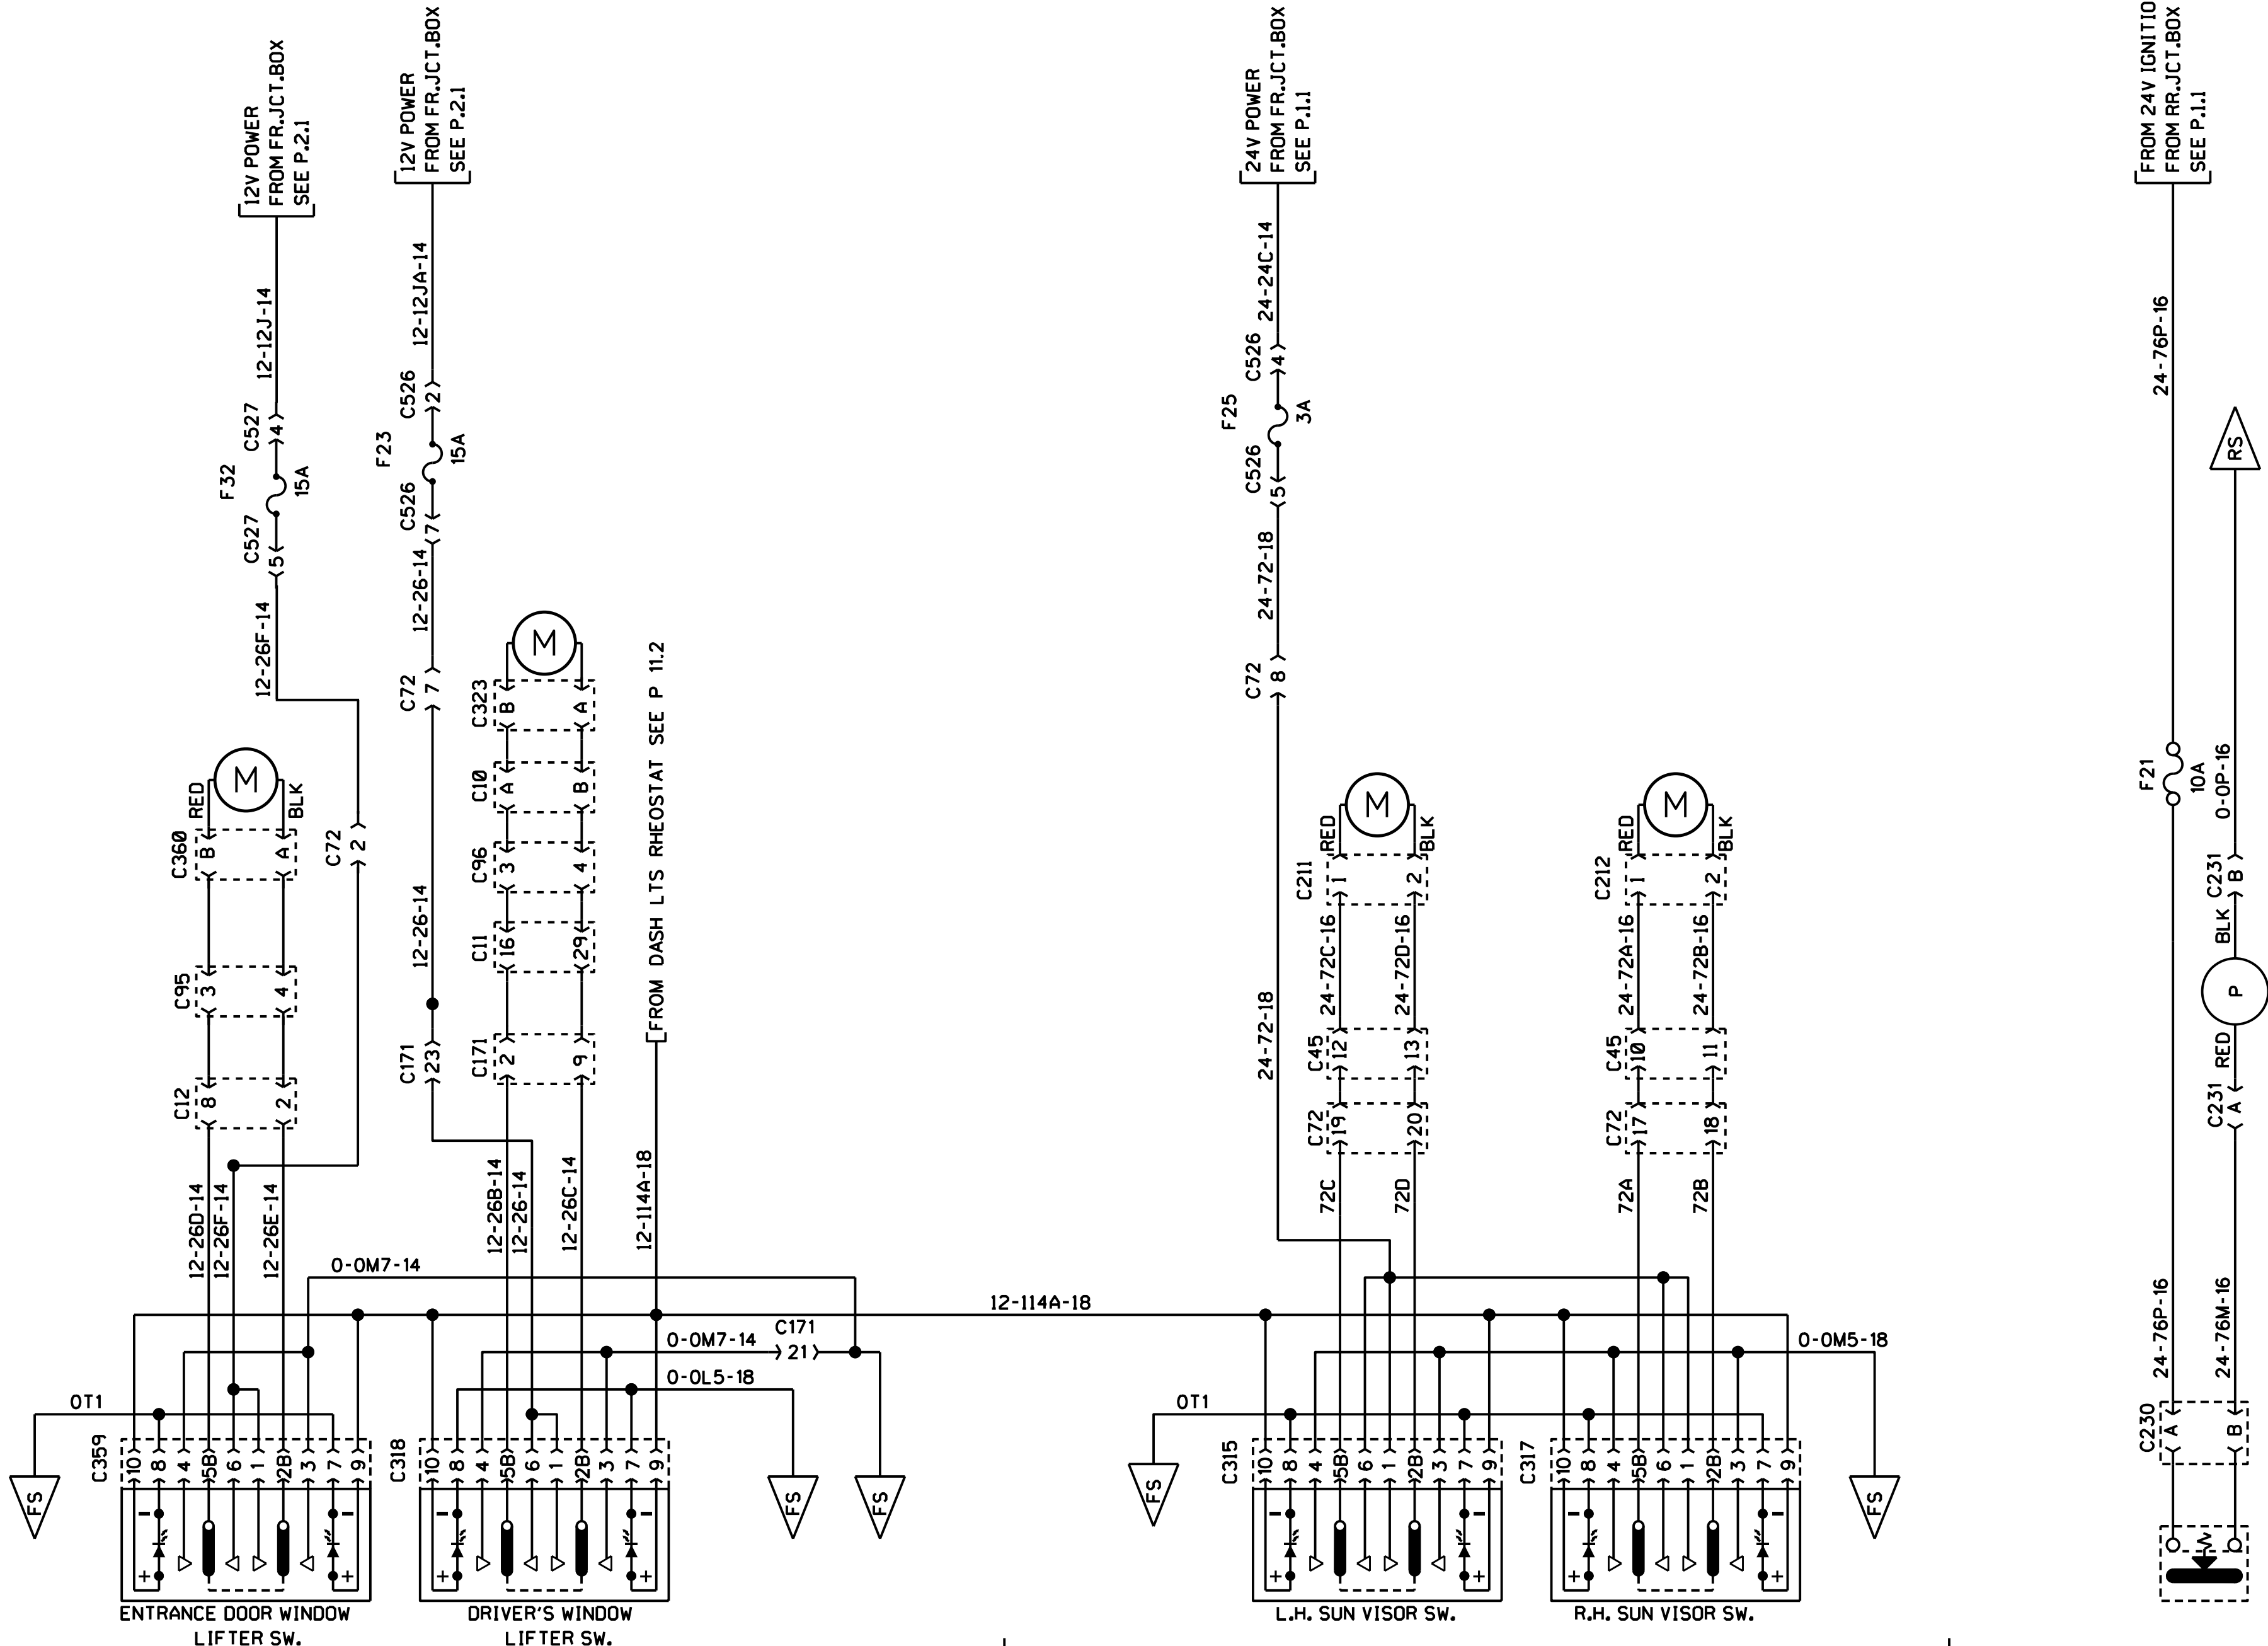 12V POWER
FROM FR.JCT.BOX
SEE P.2.1
12-12J-14
C527
4
F32
15A
C527
5
12-26F-14
C72
2
RED
M
BLK
C360
B
A
C95
3
4
C12
8
2
12-26D-14
12-26F-14
12-26E-14
12V POWER
FROM FR.JCT.BOX
SEE P.2.1
12-12JA-14
C526
2
F23
15A
C526
7
12-26-14
C72
7
12-26-14
C171
23
M
C323
B
A
C10
A
B
C96
3
4
C11
16
29
C171
2
9
12-26B-14
12-26-14
12-26C-14
FROM DASH LTS RHEOSTAT SEE P 11.2
12-114A-18
24V POWER
FROM FR.JCT.BOX
SEE P.1.1
24-24C-14
C526
4
F25
3A
C526
5
24-72-18
C72
8
24-72-18
RED
M
BLK
C211
1
2
24-72C-16
24-72D-16
C45
12
13
C72
19
20
72C
72D
RED
M
BLK
C212
1
2
24-72A-16
24-72B-16
C45
10
11
C72
17
18
72A
72B
FROM 24V IGNITIO
FROM RR.JCT.BOX
SEE P.1.1
24-76P-16
F21
10A
24-76P-16
RS
0-0P-16
C231
B
BLK
P
RED
C231
A
24-76M-16
C230
A
B
0-0M7-14
12-114A-18
0-0M7-14
C171
21
0-0L5-18
0-0M5-18
0T1
0T1
FS
C359
10 8 4 5B 6 1 2B 3 7 9
C318
10 8 4 5B 6 1 2B 3 7 9
FS
FS
FS
C315
10 8 4 5B 6 1 2B 3 7 9
C317
10 8 4 5B 6 1 2B 3 7 9
FS
- -
+ +
- -
+ +
- -
+ +
- -
+ +
ENTRANCE DOOR WINDOW
LIFTER SW.
DRIVER'S WINDOW
LIFTER SW.
L.H. SUN VISOR SW.
R.H. SUN VISOR SW.